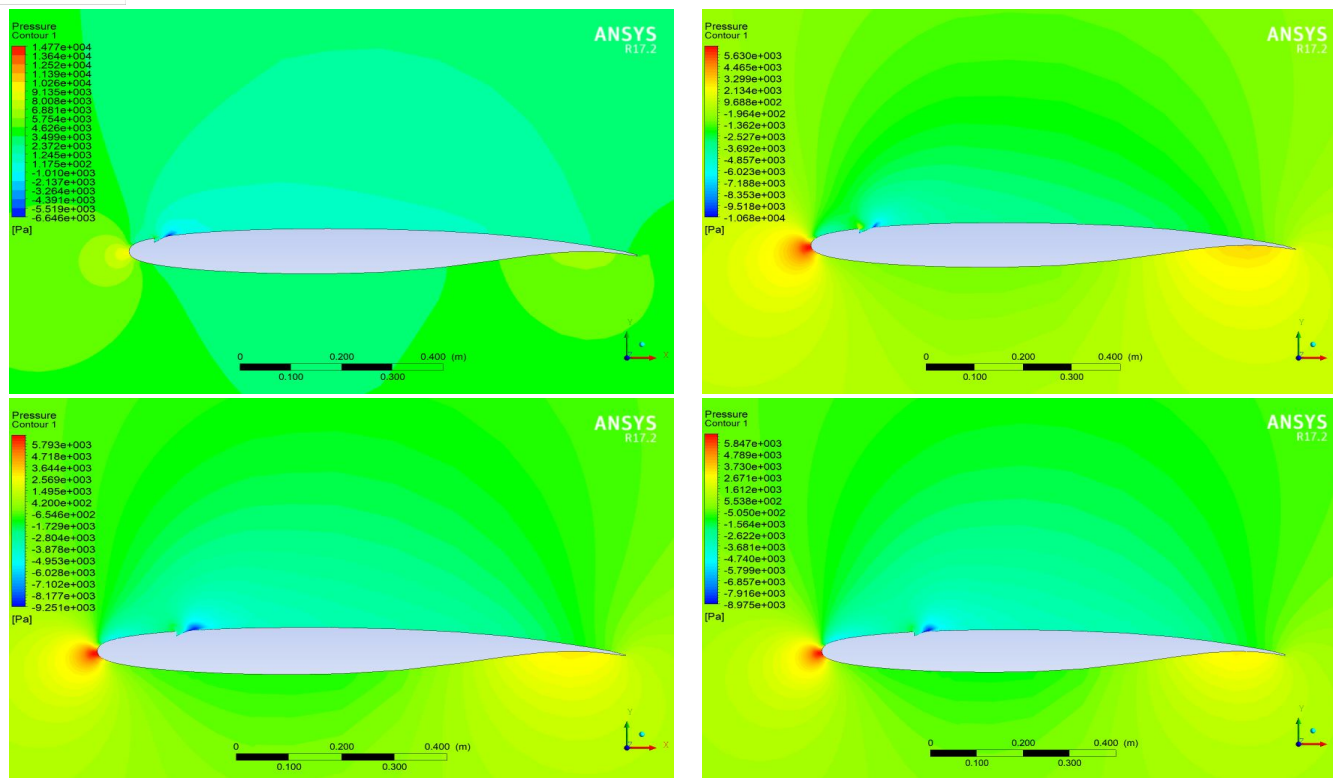 Pressure
Contour 1
1.477e+004
1.364e+004
1.252e+004
1.139e+004
1.026e+004
9.135e+003
8.008e+003
6.881e+003
5.754e+003
4.626e+003
3.499e+003
2.372e+003
1.245e+003
1.175e+002
-1.010e+003
-2.137e+003
-3.264e+003
-4.391e+003
-5.519e+003
-6.646e+003
[Pa]
ANSYS
R17.2
0 0.200 0.400 (m)
0.100 0.300
Y
Z X
Pressure
Contour 1
5.630e+003
4.465e+003
3.299e+003
2.134e+003
9.688e+002
-1.964e+002
-1.362e+003
-2.527e+003
-3.692e+003
-4.857e+003
-6.023e+003
-7.188e+003
-8.353e+003
-9.518e+003
-1.068e+004
[Pa]
ANSYS
R17.2
0 0.200 0.400 (m)
0.100 0.300
Y
Z X
Pressure
Contour 1
5.793e+003
4.718e+003
3.644e+003
2.569e+003
1.495e+003
4.200e+002
-6.546e+002
-1.729e+003
-2.804e+003
-3.878e+003
-4.953e+003
-6.028e+003
-7.102e+003
-8.177e+003
-9.251e+003
[Pa]
ANSYS
R17.2
0 0.200 0.400 (m)
0.100 0.300
Y
Z X
Pressure
Contour 1
5.847e+003
4.789e+003
3.730e+003
2.671e+003
1.612e+003
5.538e+002
-5.050e+002
-1.564e+003
-2.622e+003
-3.681e+003
-4.740e+003
-5.799e+003
-6.857e+003
-7.916e+003
-8.975e+003
[Pa]
ANSYS
R17.2
0 0.200 0.400 (m)
0.100 0.300
Y
Z X